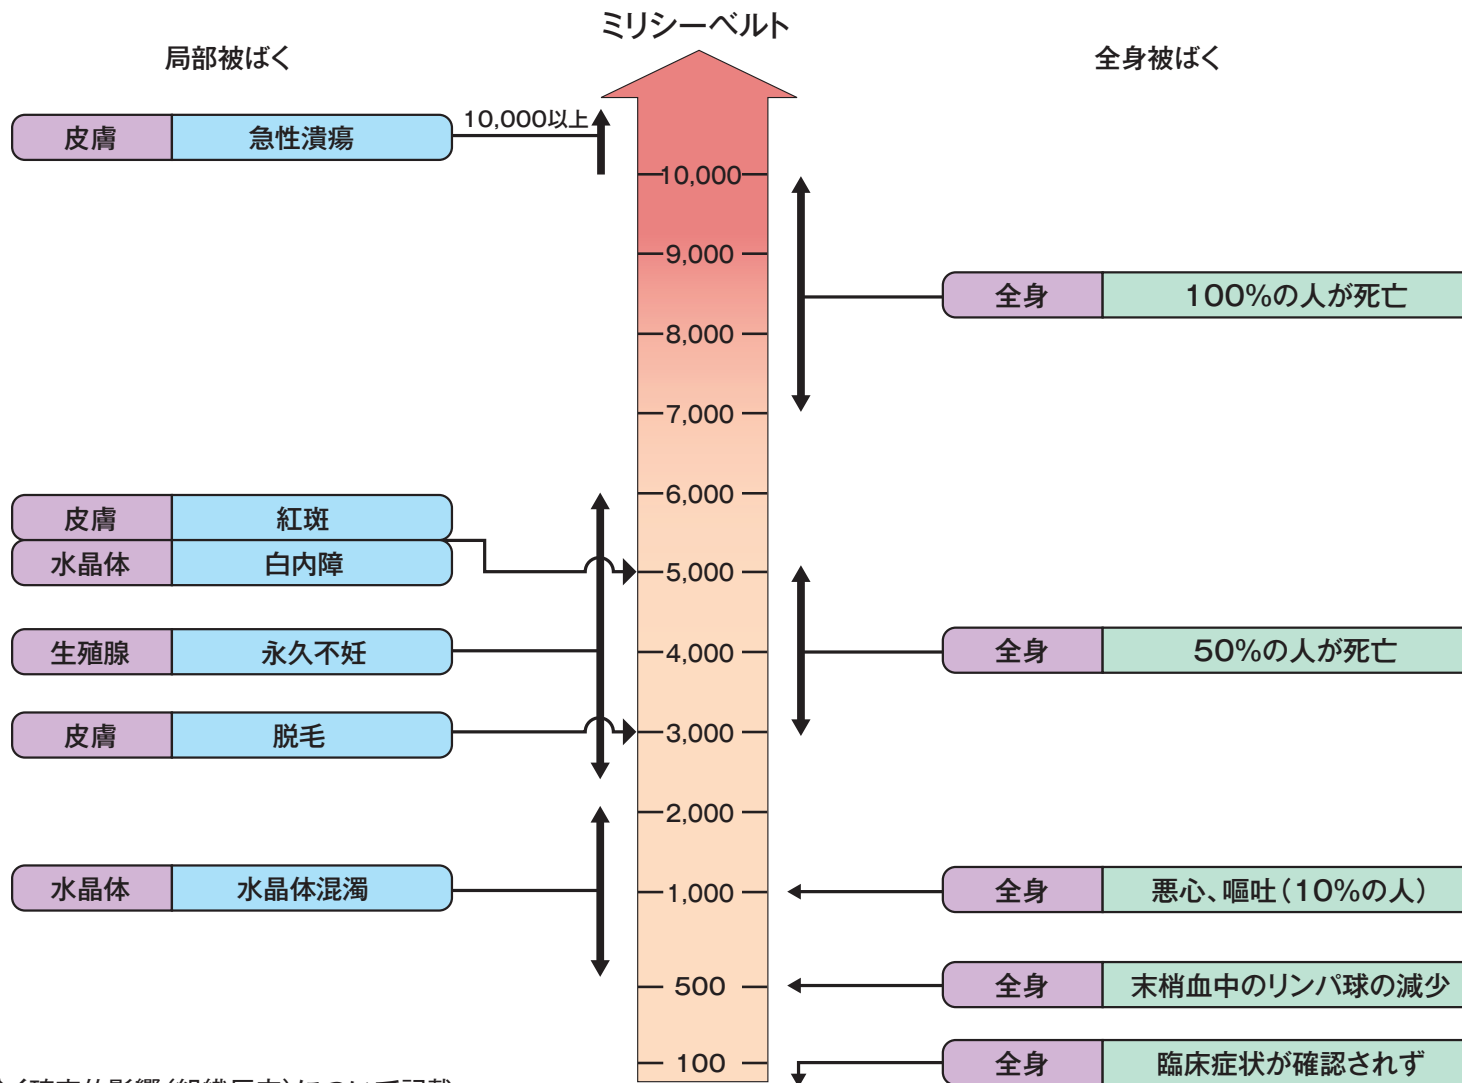 ミリシーベルト
局部被ばく
全身被ばく
皮膚 急性潰瘍
10,000以上
10,000
9,000
全身 100%の人が死亡
8,000
7,000
6,000
皮膚 紅斑
水晶体 白内障
5,000
生殖腺 永久不妊
4,000
全身 50%の人が死亡
皮膚 脱毛
3,000
2,000
水晶体 水晶体混濁
1,000
全身 悪心、嘔吐（10%の人）
500
全身 末梢血中のリンパ球の減少
100
全身 臨床症状が確認されず